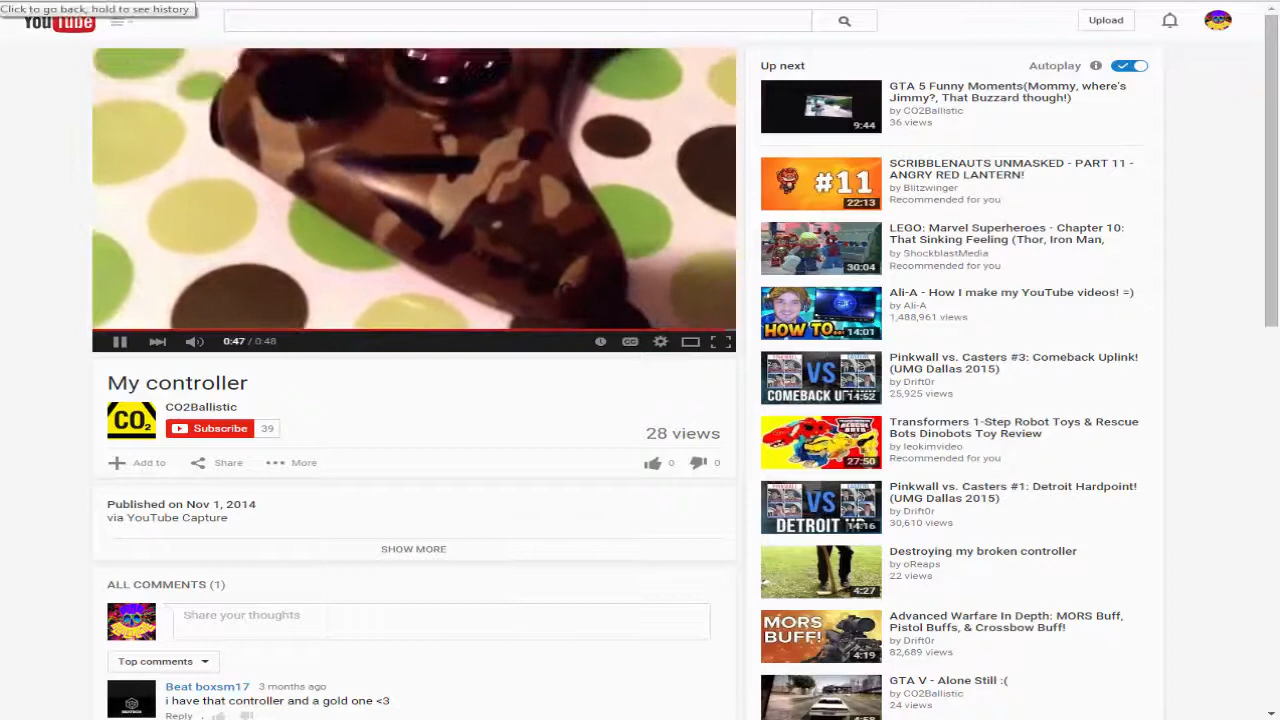 Click to go back, hold to see history
YouTube
Upload
0:47 / 0:48
CC
My controller
CO2
CO2Ballistic
Subscribe 39
28 views
Add to Share More 0 0
Published on Nov 1, 2014
via YouTube Capture
SHOW MORE
ALL COMMENTS (1)
Share your thoughts
Top comments
Beat boxsm17 3 months ago
i have that controller and a gold one <3
Reply
Up next Autoplay
9:44
GTA 5 Funny Moments(Mommy, where's
Jimmy?, That Buzzard though!)
by CO2Ballistic
36 views
#11
22:13
SCRIBBLENAUTS UNMASKED - PART 11 -
ANGRY RED LANTERN!
by Blitzwinger
Recommended for you
30:04
LEGO: Marvel Superheroes - Chapter 10:
That Sinking Feeling (Thor, Iron Man,
by ShockblastMedia
Recommended for you
HOW TO...
14:01
Ali-A - How I make my YouTube videos! =)
by Ali-A
1,488,961 views
VS
COMEBACK
14:52
Pinkwall vs. Casters #3: Comeback Uplink!
(UMG Dallas 2015)
by Drift0r
25,925 views
27:50
Transformers 1-Step Robot Toys & Rescue
Bots Dinobots Toy Review
by leokimvideo
Recommended for you
VS
DETROIT
14:16
Pinkwall vs. Casters #1: Detroit Hardpoint!
(UMG Dallas 2015)
by Drift0r
30,610 views
4:27
Destroying my broken controller
by oReaps
22 views
MORS
BUFF!
4:19
Advanced Warfare In Depth: MORS Buff,
Pistol Buffs, & Crossbow Buff!
by Drift0r
82,689 views
GTA V - Alone Still :(
by CO2Ballistic
24 views